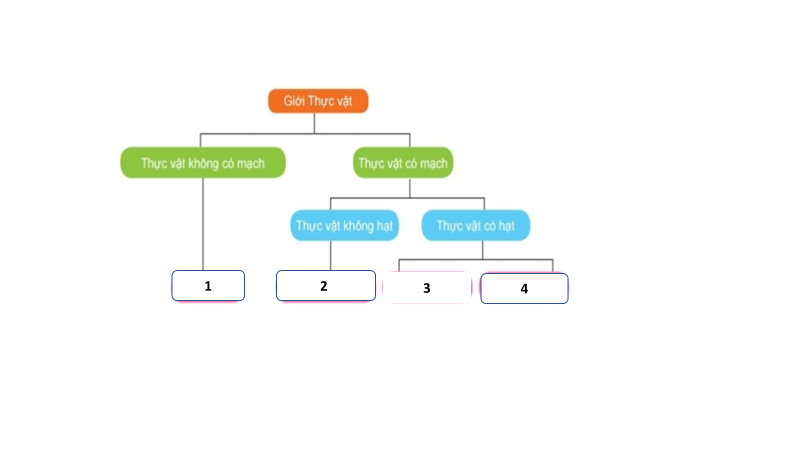 Giới Thực vật
Thực vật không có mạch
Thực vật có mạch
Thực vật không hạt
Thực vật có hạt
1
2
3
4